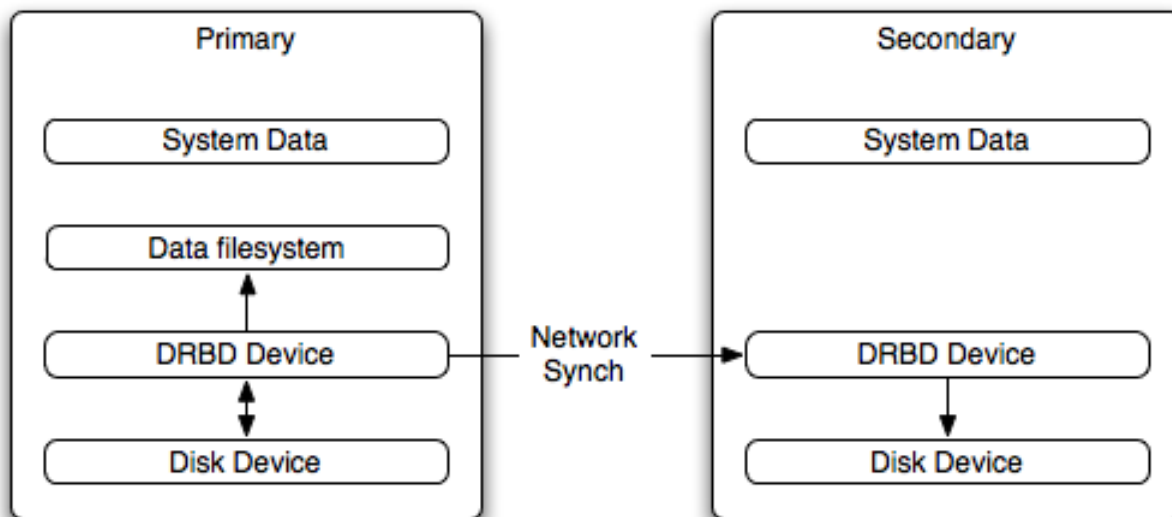 Primary
System Data
Data filesystem
DRBD Device
Disk Device
Network
Synch
Secondary
System Data
DRBD Device
Disk Device